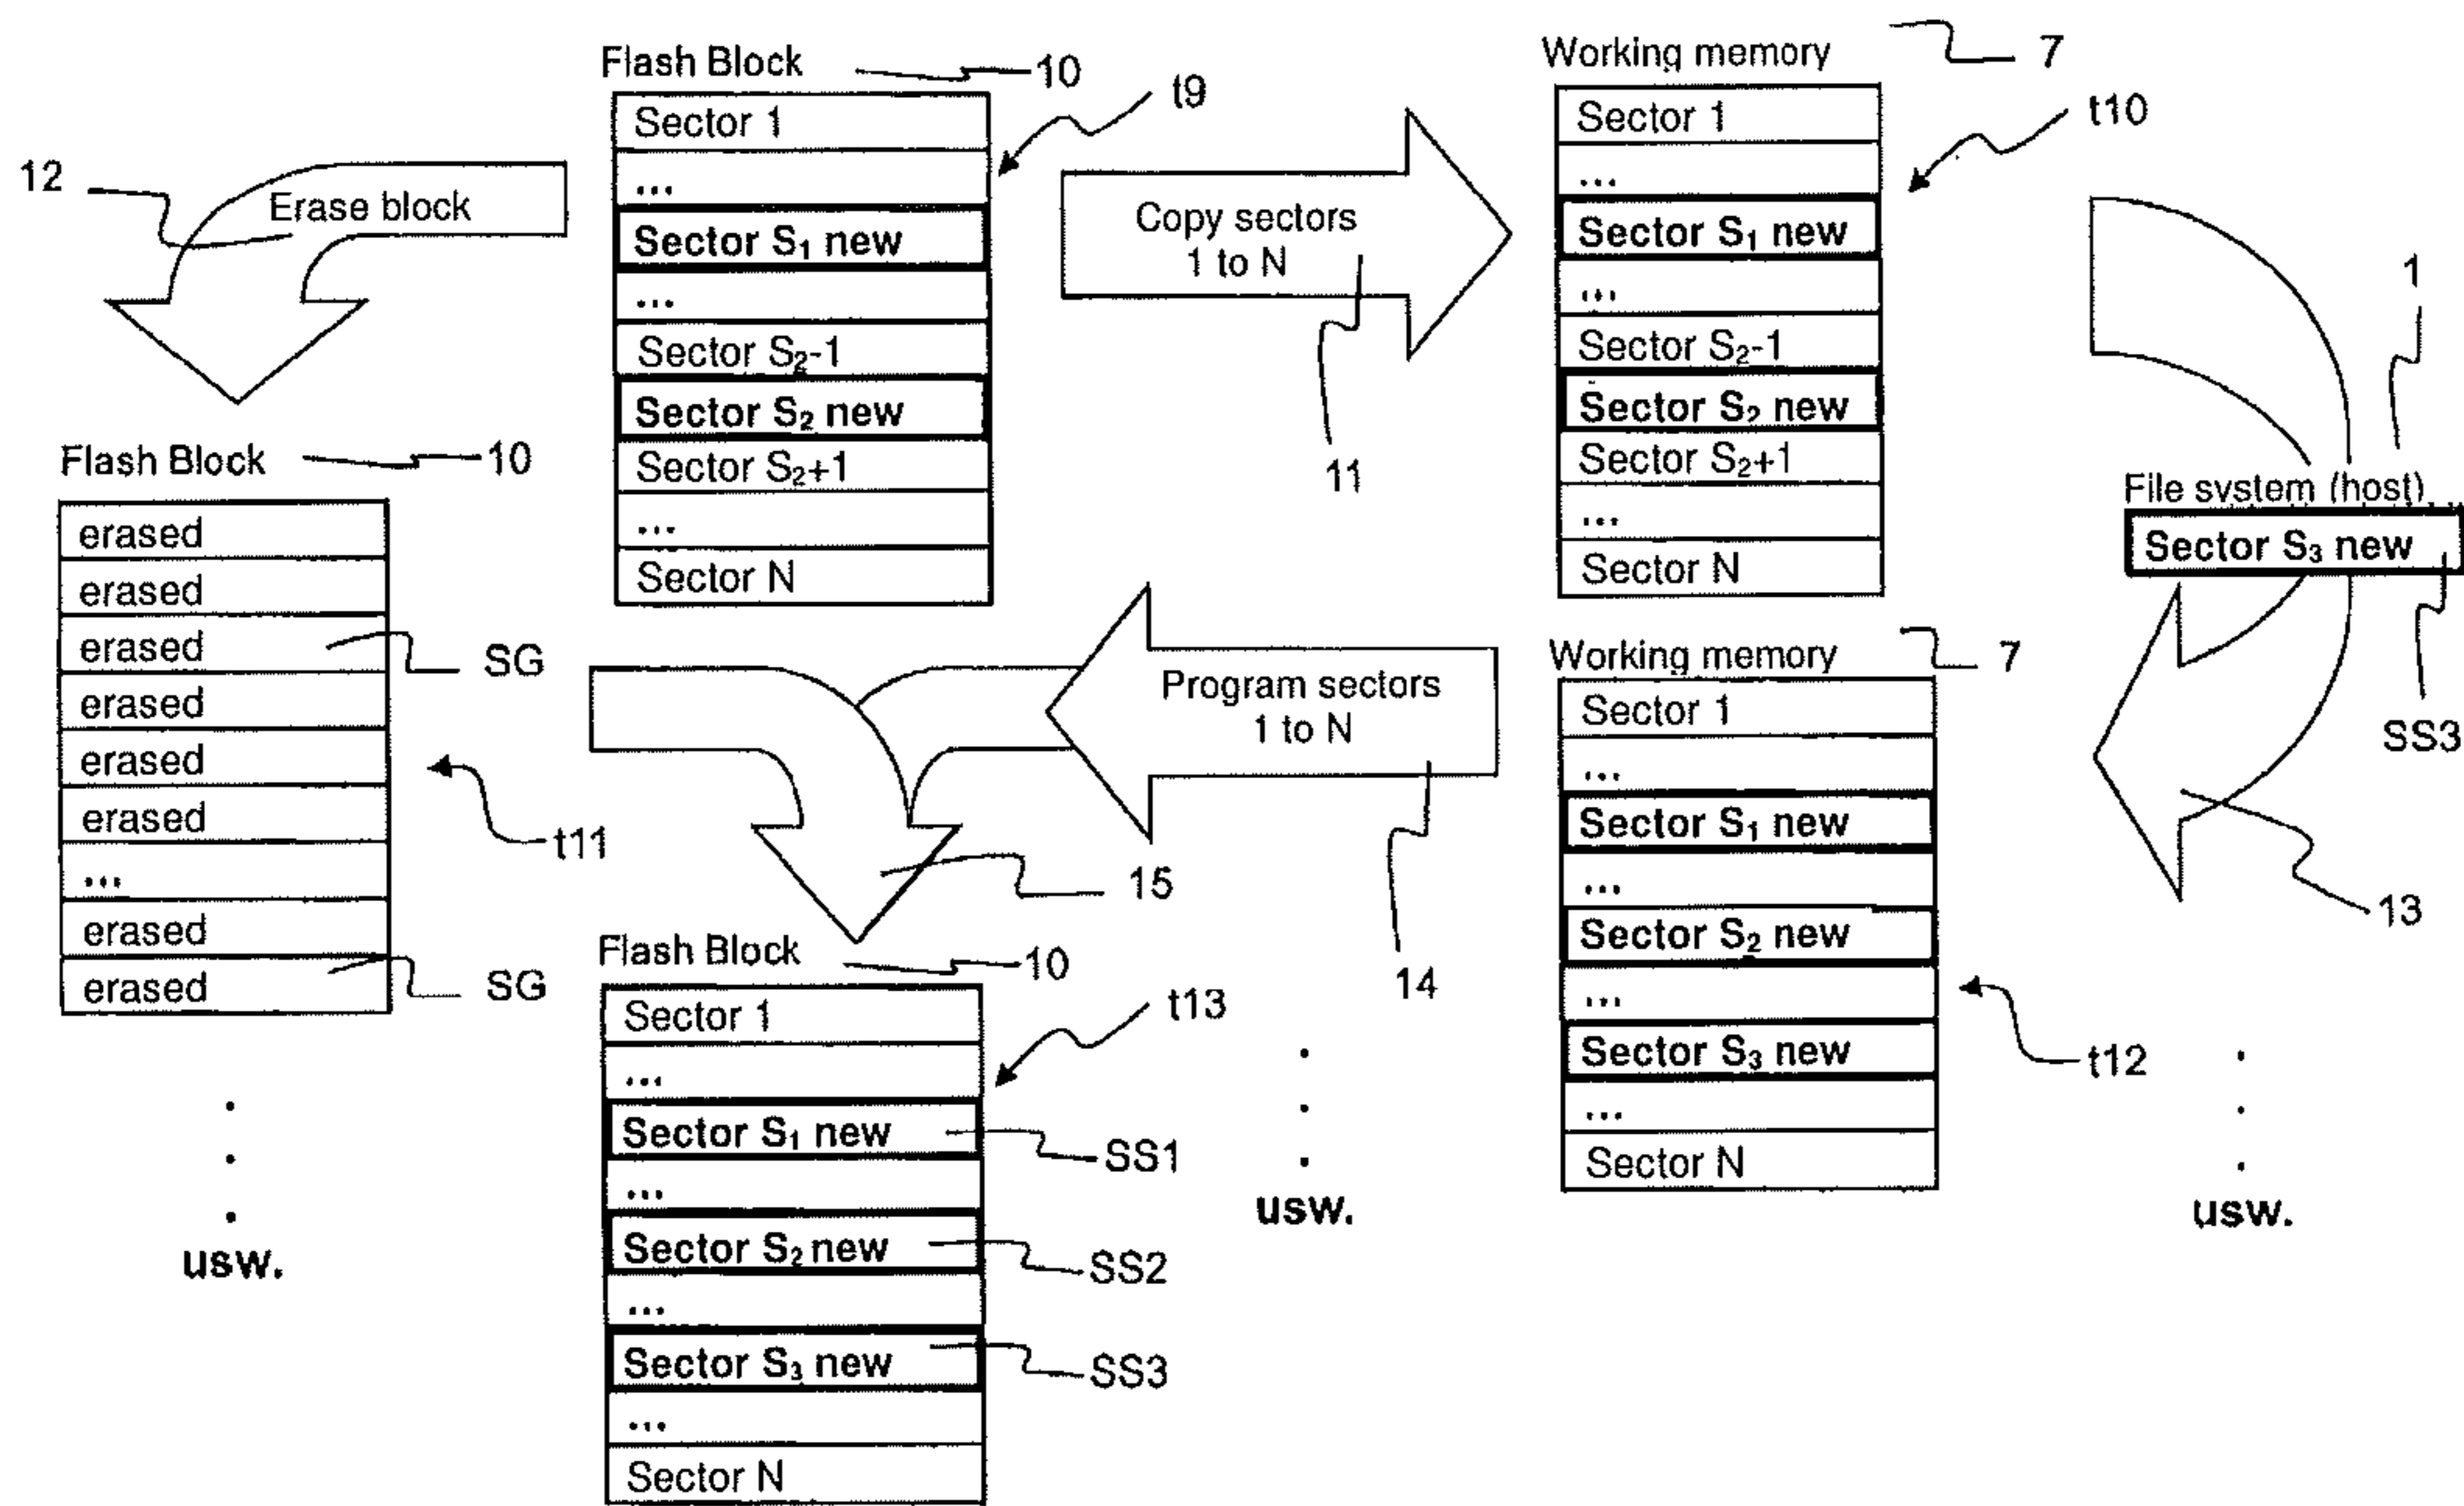 Flash Block
10
Sector 1
...
Sector S₁ new
...
Sector S₂-1
Sector S₂ new
Sector S₂+1
...
Sector N
t9
12
Erase block
Copy sectors
1 to N
11
Working memory
7
Sector 1
...
Sector S₁ new
...
Sector S₂-1
Sector S₂ new
Sector S₂+1
...
Sector N
t10
1
File system (host)
Sector S₃ new
SS3
13
Flash Block
10
erased
erased
erased
erased
erased
erased
...
erased
erased
SG
t11
SG
.
.
.
usw.
Program sectors
1 to N
14
15
Working memory
7
Sector 1
...
Sector S₁ new
...
Sector S₂ new
...
Sector S₃ new
...
Sector N
t12
.
.
.
usw.
Flash Block
10
Sector 1
...
Sector S₁ new
...
Sector S₂ new
...
Sector S₃ new
...
Sector N
t13
SS1
SS2
SS3
.
.
.
usw.